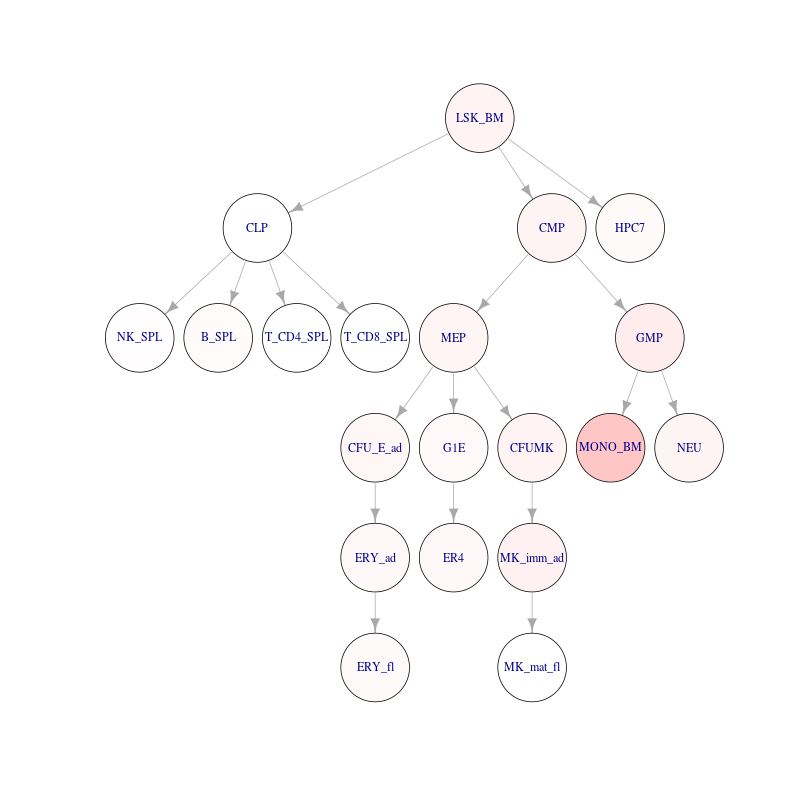 LSK_BM
CLP
CMP
HPC7
NK_SPL
B_SPL
T_CD4_SPL
T_CD8_SPL
MEP
GMP
CFU_E_ad
G1E
CFUMK
MONO_BM
NEU
ERY_ad
ER4
MK_imm_ad
ERY_fl
MK_mat_fl